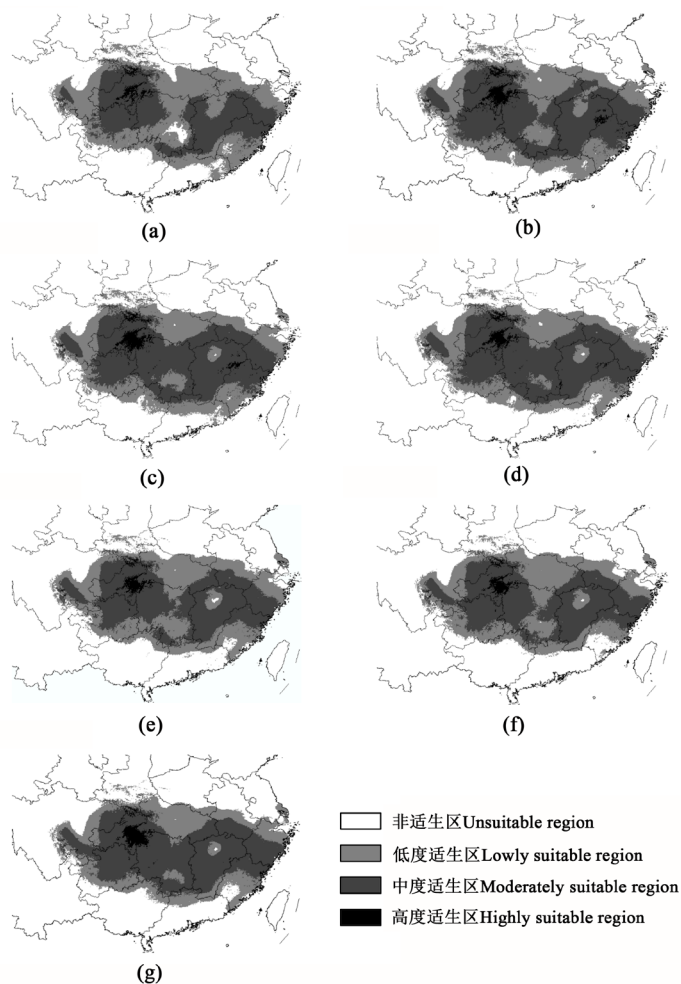 (a)
(b)
(c)
(d)
(e)
(f)
(g)
非适生区Unsuitable region
低度适生区Lowly suitable region
中度适生区Moderately suitable region
高度适生区Highly suitable region